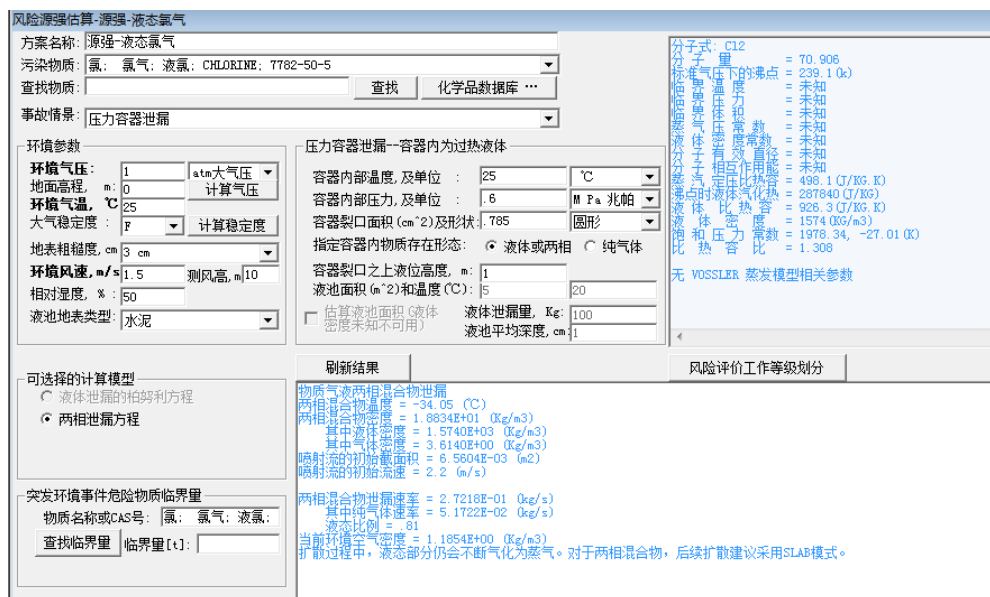 风险源强估算-源强-液态氯气
方案名称: 源强-液态氯气
污染物质: 氯; 氯气; 液氯; CHLORINE; 7782-50-5
查找物质: 查找 化学品数据库 …
事故情景: 压力容器泄漏
环境参数
环境气压: 1 atm大气压
地面高程, m: 0 计算气压
环境气温, ℃ 25
大气稳定度 : F 计算稳定度
地表粗糙度, cm 3 cm
环境风速, m/s 1.5 测风高, m 10
相对湿度, % : 50
液池地表类型: 水泥
压力容器泄漏--容器内为过热液体
容器内部温度, 及单位 : 25 ℃
容器内部压力, 及单位 : .6 M Pa 兆帕
容器裂口面积(cm^2)及形状: .785 圆形
指定容器内物质存在形态: 液体或两相 纯气体
容器裂口之上液位高度, m: 1
液池面积(m^2)和温度(℃): 5 20
估算液池面积(液体密度未知不可用)
液体泄漏量, Kg: 100
液池平均深度, cm: 1
分子式: Cl2
分 子 量 = 70.906
标准气压下的沸点 = 239.1(k)
临 界 温 度 = 未知
临 界 压 力 = 未知
临 界 体 积 = 未知
蒸 气 压 常 数 = 未知
液 体 密 度常数 = 未知
分 子 有 效 直径 = 未知
分 子 相互作用能 = 未知
蒸 汽 定压比热容 = 498.1(J/KG.K)
沸点时液体汽化热 = 287840(J/KG)
液 体 比 热 容 = 926.3(J/KG.K)
液 体 密 度 = 1574(KG/m3)
饱 和 压 力 常数 = 1978.34, -27.01(K)
比 热 容 比 = 1.308
无 VOSSLER 蒸发模型相关参数
刷新结果
风险评价工作等级划分
可选择的计算模型
液体泄漏的柏努利方程
两相泄漏方程
突发环境事件危险物质临界量
物质名称或CAS号: 氯; 氯气; 液氯;
查找临界量 临界量[t]:
物质气液两相混合物泄漏
两相混合物温度 = -34.05 (℃)
两相混合物密度 = 1.8834E+01 (Kg/m3)
其中液体密度 = 1.5740E+03 (Kg/m3)
其中气体密度 = 3.6140E+00 (Kg/m3)
喷射流的初始截面积 = 6.5604E-03 (m2)
喷射流的初始流速 = 2.2 (m/s)
两相混合物泄漏速率 = 2.7218E-01 (kg/s)
其中纯气体速率 = 5.1722E-02 (kg/s)
液态比例 = .81
当前环境空气密度 = 1.1854E+00 (Kg/m3)
扩散过程中，液态部分仍会不断气化为蒸气。对于两相混合物，后续扩散建议采用SLAB模式。